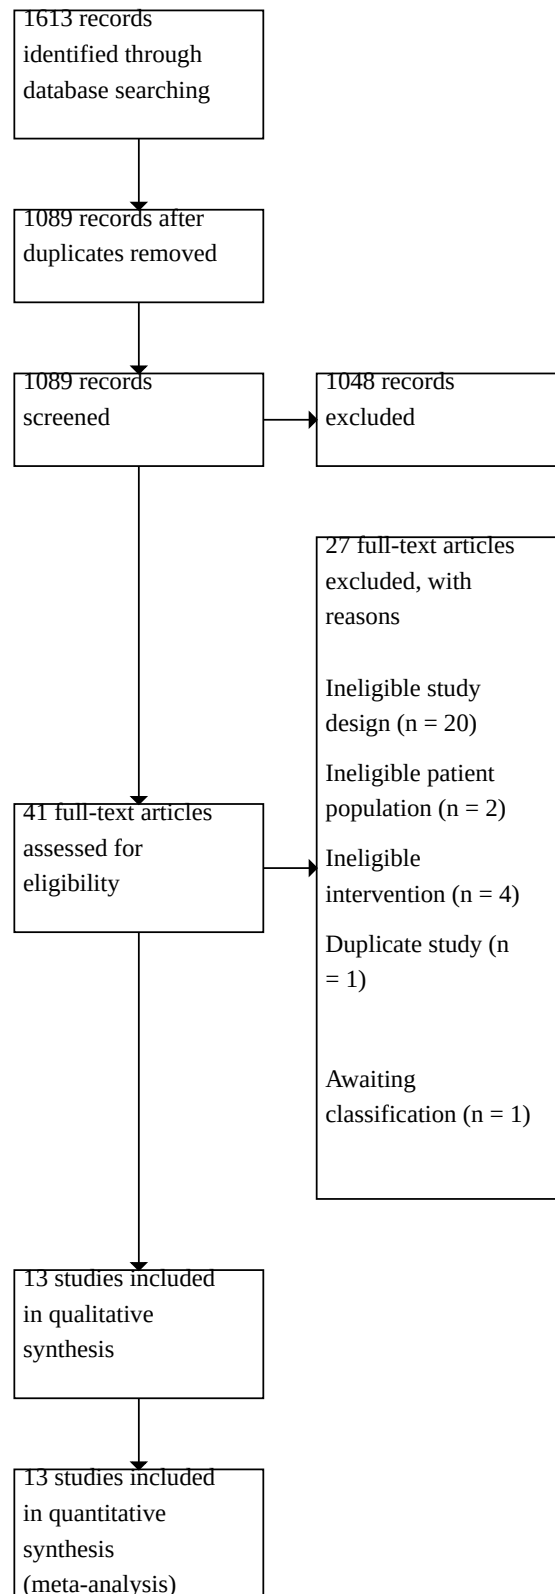 1613 records
identified through
database searching
1089 records after
duplicates removed
1089 records
screened
1048 records
excluded
27 full-text articles
excluded, with
reasons
Ineligible study
design (n = 20)
Ineligible patient
population (n = 2)
Ineligible
intervention (n = 4)
Duplicate study (n
= 1)
Awaiting
classification (n = 1)
41 full-text articles
assessed for
eligibility
13 studies included
in qualitative
synthesis
13 studies included
in quantitative
synthesis
(meta-analysis)